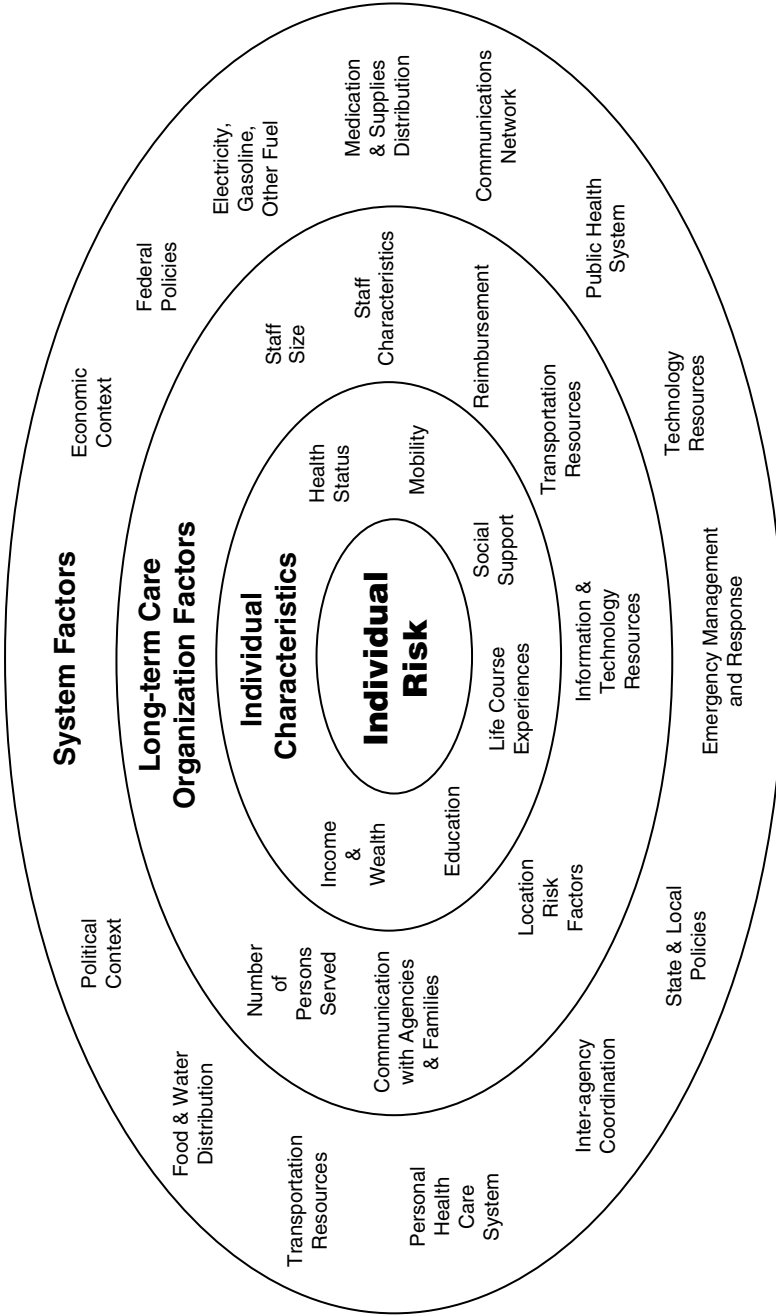 System Factors
Political
Context
Economic
Context
Food & Water
Distribution
Federal
Policies
Transportation
Resources
Electricity,
Gasoline,
Other Fuel
Personal
Health
Care
System
Medication
& Supplies
Distribution
Communications
Network
Inter-agency
Coordination
Public Health
System
State & Local
Policies
Emergency Management
and Response
Technology
Resources
Long-term Care
Organization Factors
Number
of
Persons
Served
Staff
Size
Communication
with Agencies
& Families
Staff
Characteristics
Reimbursement
Location
Risk
Factors
Information &
Technology
Resources
Transportation
Resources
Individual
Characteristics
Income
&
Wealth
Health
Status
Education
Mobility
Life Course
Experiences
Social
Support
Individual
Risk